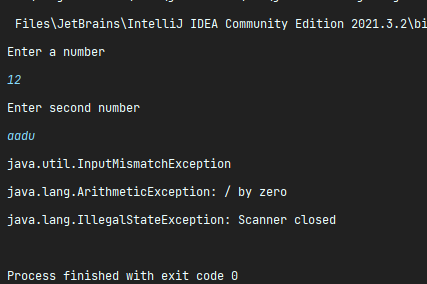 Files\JetBrains\IntelliJ IDEA Community Edition 2021.3.2\bi
Enter a number
12
Enter second number
aadu
java.util.InputMismatchException
java.lang.ArithmeticException: / by zero
java.lang.IllegalStateException: Scanner closed
Process finished with exit code 0